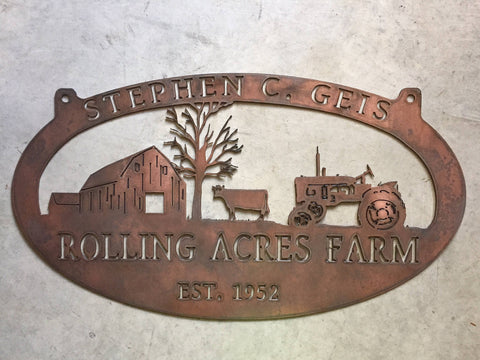 STEPHEN C. GEIS
ROLLING ACRES FARM
EST. 1952